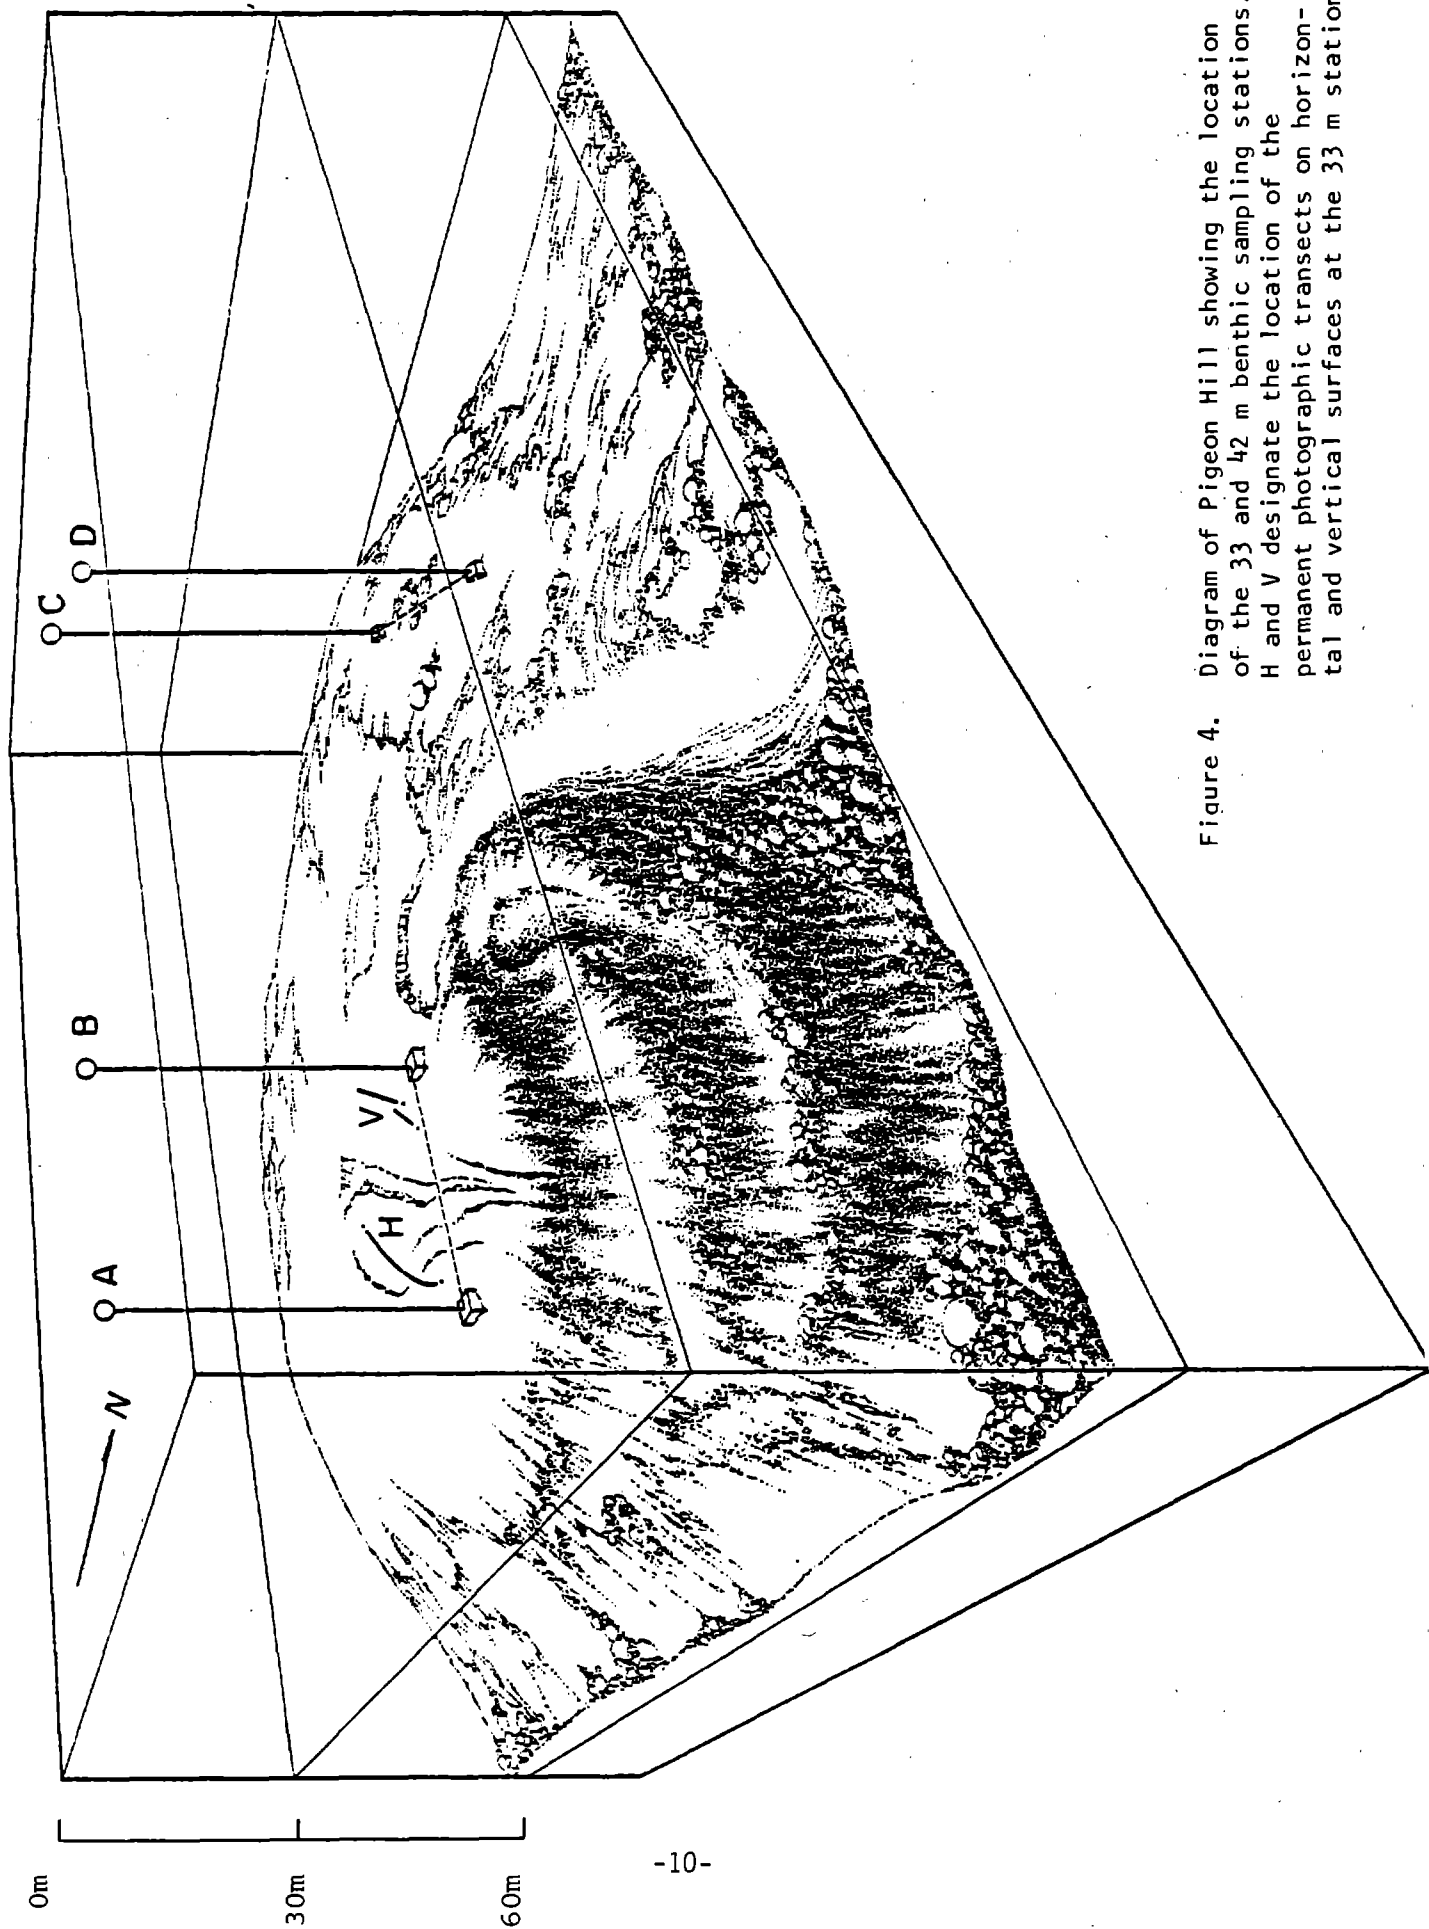 0m
30m
60m
N
A
B
C
D
H
V
Figure 4. Diagram of Pigeon Hill showing the location
of the 33 and 42 m benthic sampling stations.
H and V designate the location of the
permanent photographic transects on horizon-
tal and vertical surfaces at the 33 m station
-10-